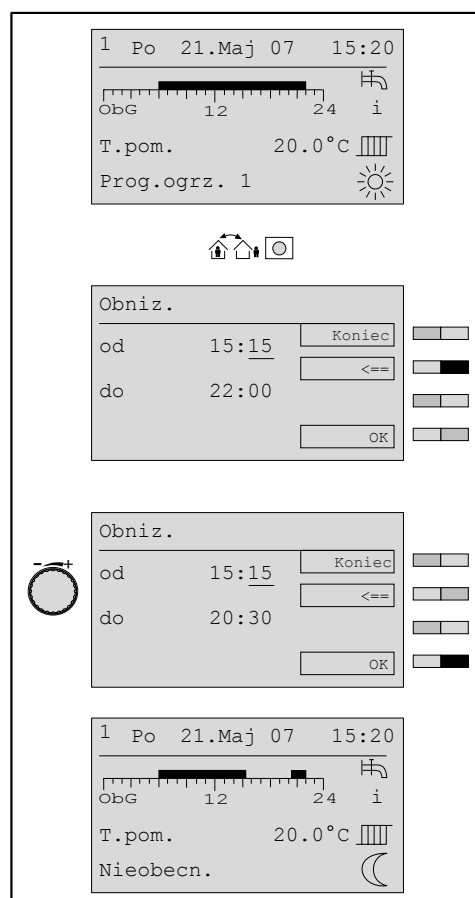 1 Po 21.Maj 07 15:20
ObG 12 24 i
T.pom. 20.0°C
Prog.ogrz. 1
Obniz.
Koniec
od 15:15
<==
do 22:00
OK
Obniz.
- +
Koniec
od 15:15
<==
do 20:30
OK
1 Po 21.Maj 07 15:20
ObG 12 24 i
T.pom. 20.0°C
Nieobecn.